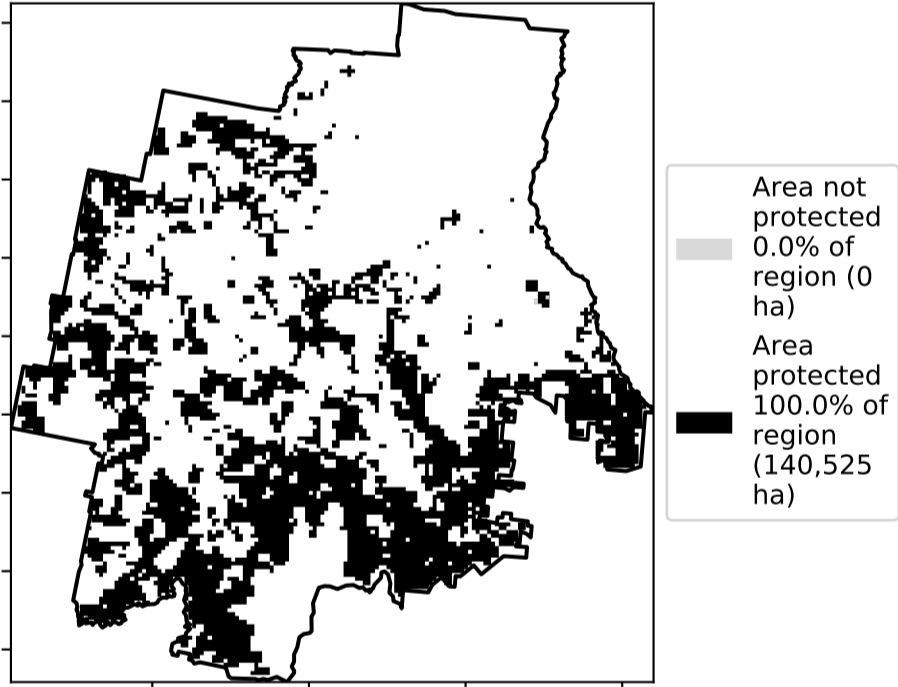 Area not
protected
0.0% of
region (0
ha)
Area
protected
100.0% of
region
(140,525
ha)